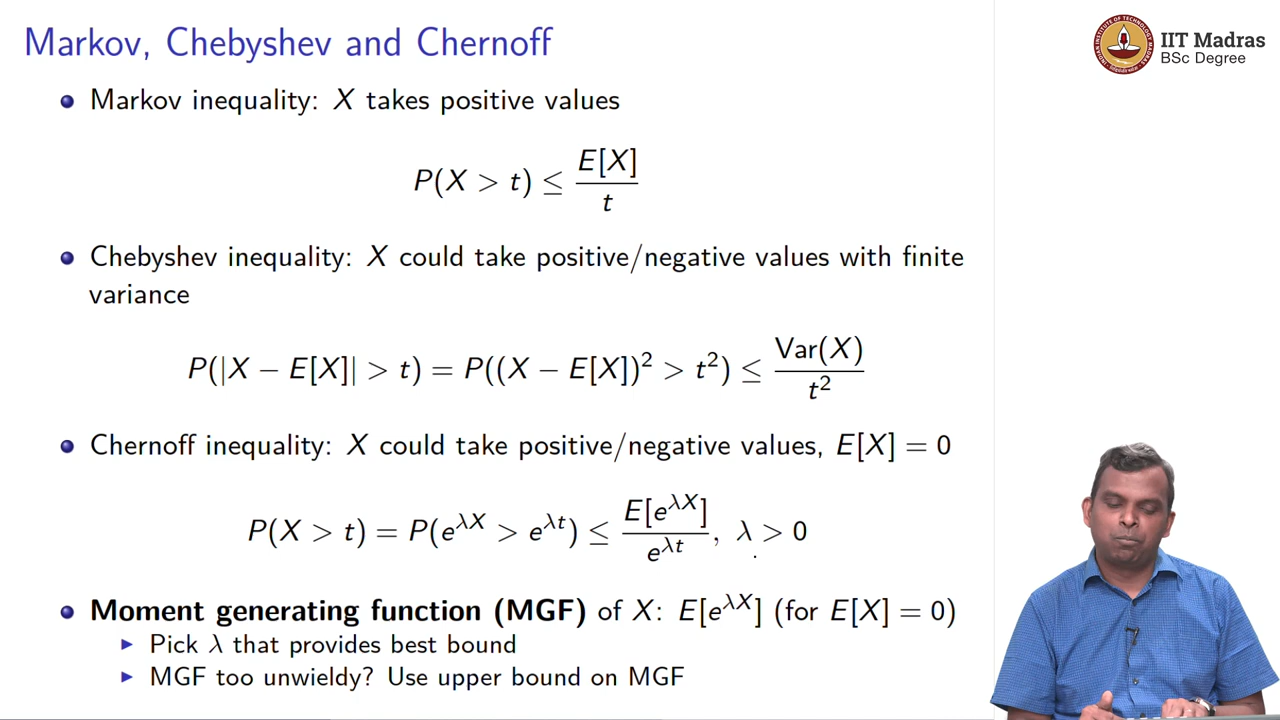 Markov, Chebyshev and Chernoff
IIT Madras
BSc Degree
Markov inequality: X takes positive values
P(X > t) ≤ E[X] / t
Chebyshev inequality: X could take positive/negative values with finite
variance
P(|X − E[X]| > t) = P((X − E[X])² > t²) ≤ Var(X) / t²
Chernoff inequality: X could take positive/negative values, E[X] = 0
P(X > t) = P(e^{λX} > e^{λt}) ≤ E[e^{λX}] / e^{λt}, λ > 0
Moment generating function (MGF) of X: E[e^{λX}] (for E[X] = 0)
Pick λ that provides best bound
MGF too unwieldy? Use upper bound on MGF